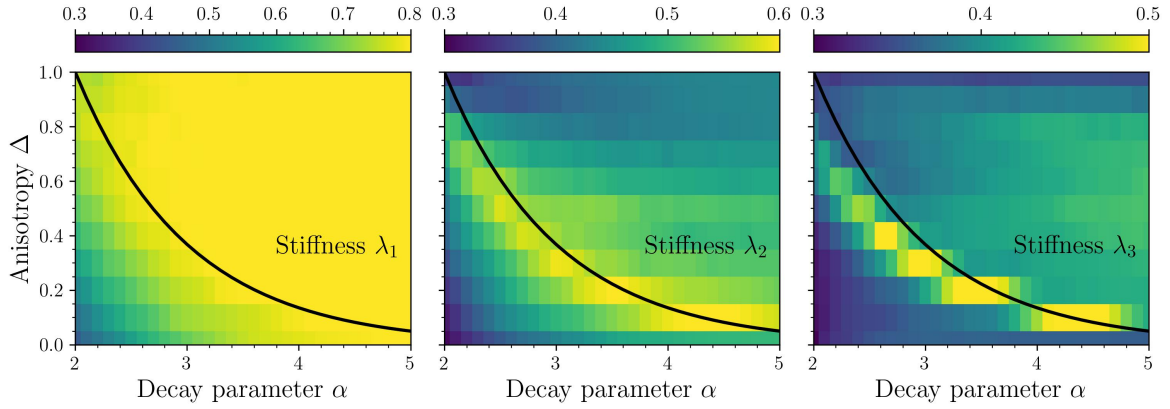 0.3 0.4 0.5 0.6 0.7 0.8
0.3 0.4 0.5 0.6
0.3 0.4 0.5
1.0
0.8
0.6
0.4
0.2
0.0
Anisotropy Δ
Stiffness λ₁
Stiffness λ₂
Stiffness λ₃
2 3 4 5
2 3 4 5
2 3 4 5
Decay parameter α
Decay parameter α
Decay parameter α